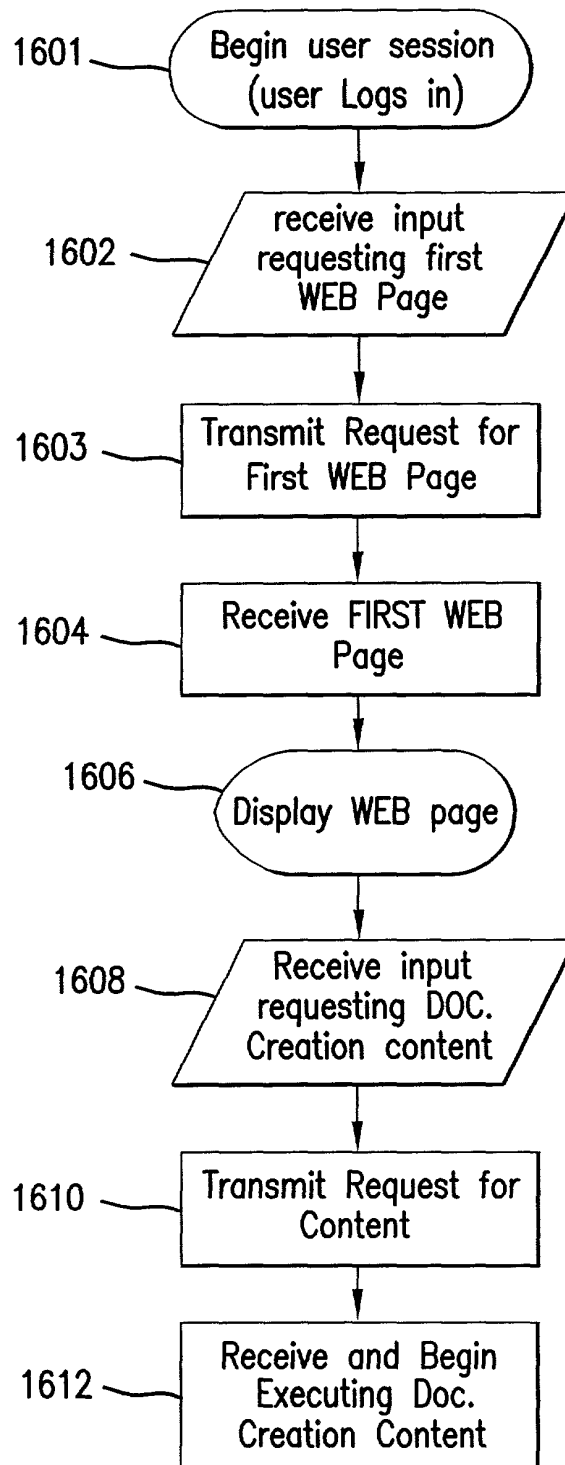 1601
Begin user session
(user Logs in)
1602
receive input
requesting first
WEB Page
1603
Transmit Request for
First WEB Page
1604
Receive FIRST WEB
Page
1606
Display WEB page
1608
Receive input
requesting DOC.
Creation content
1610
Transmit Request for
Content
1612
Receive and Begin
Executing Doc.
Creation Content